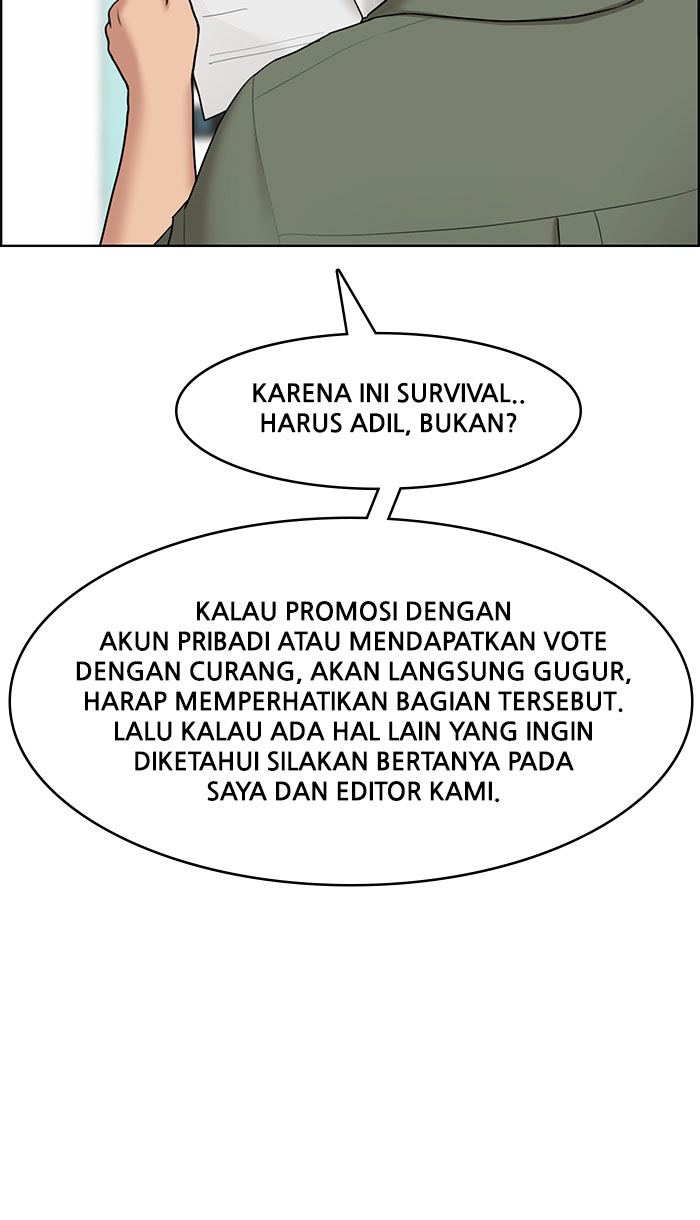 KARENA INI SURVIVAL..
HARUS ADIL, BUKAN?
KALAU PROMOSI DENGAN
AKUN PRIBADI ATAU MENDAPATKAN VOTE
DENGAN CURANG, AKAN LANGSUNG GUGUR,
HARAP MEMPERHATIKAN BAGIAN TERSEBUT.
LALU KALAU ADA HAL LAIN YANG INGIN
DIKETAHUI SILAKAN BERTANYA PADA
SAYA DAN EDITOR KAMI.